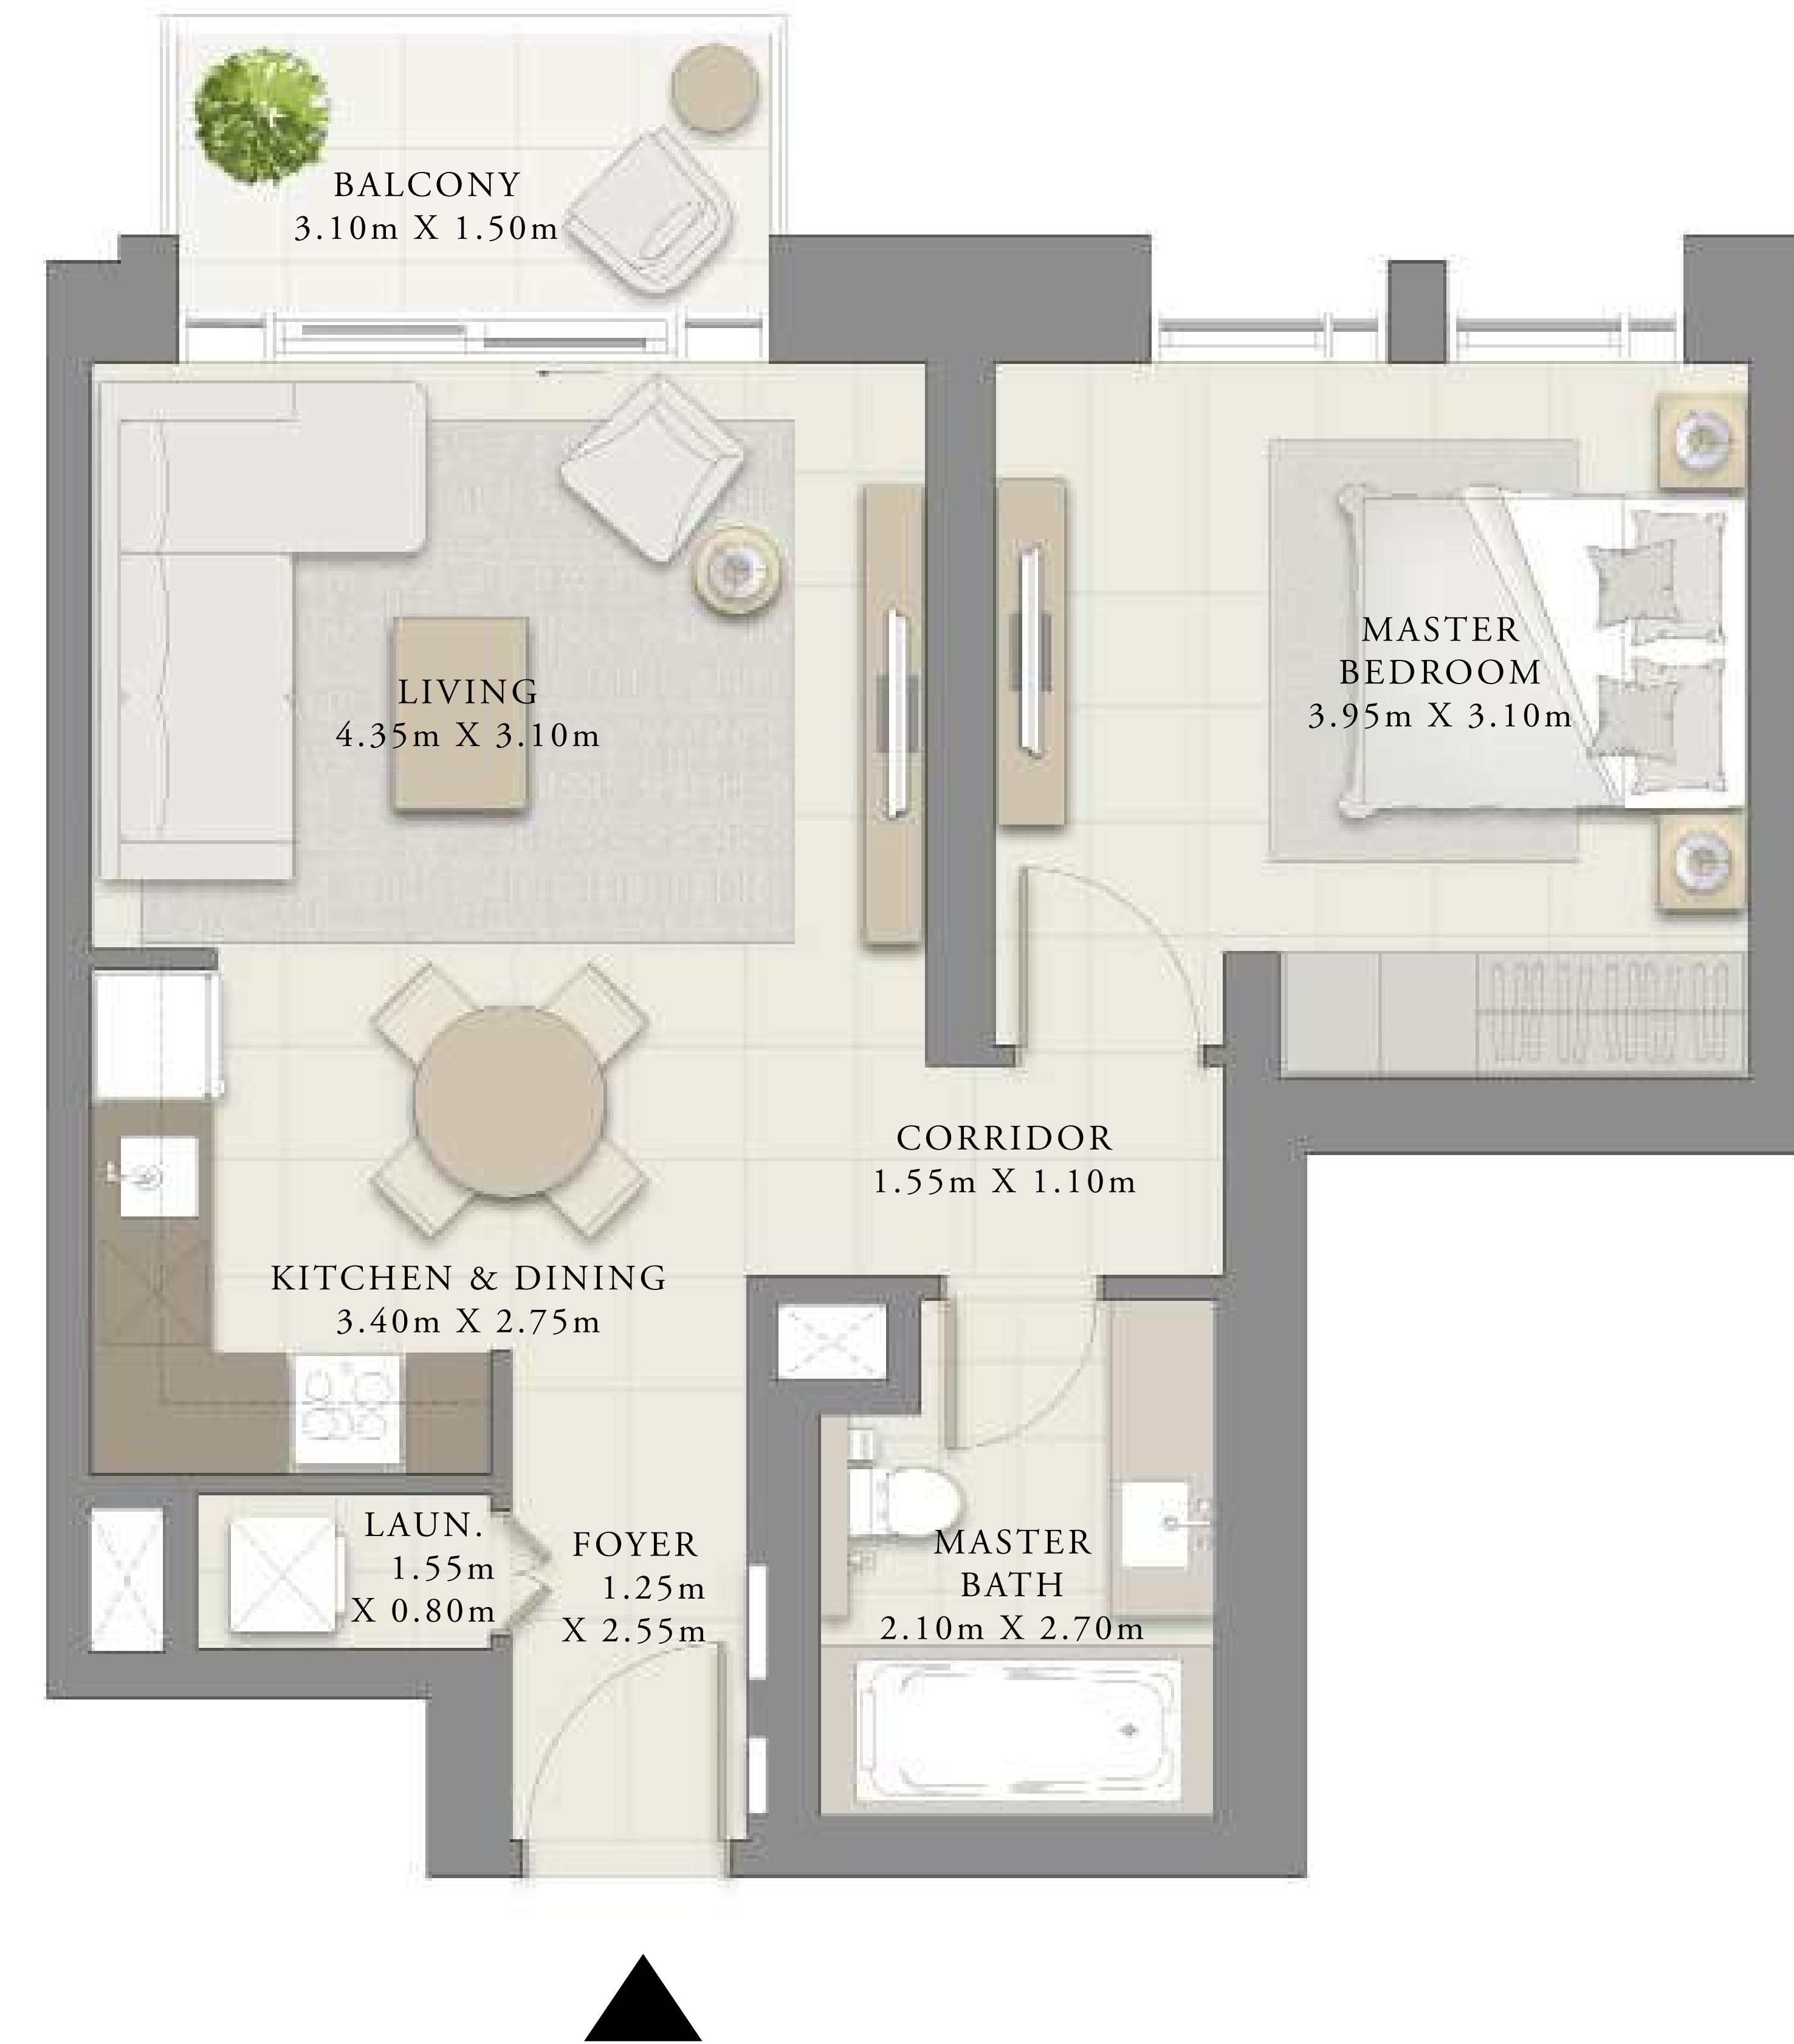 BALCONY
3.10m X 1.50m
LIVING
4.35m X 3.10m
MASTER
BEDROOM
3.95m X 3.10m
CORRIDOR
1.55m X 1.10m
KITCHEN & DINING
3.40m X 2.75m
LAUN.
1.55m
X 0.80m
FOYER
1.25m
X 2.55m
MASTER
BATH
2.10m X 2.70m